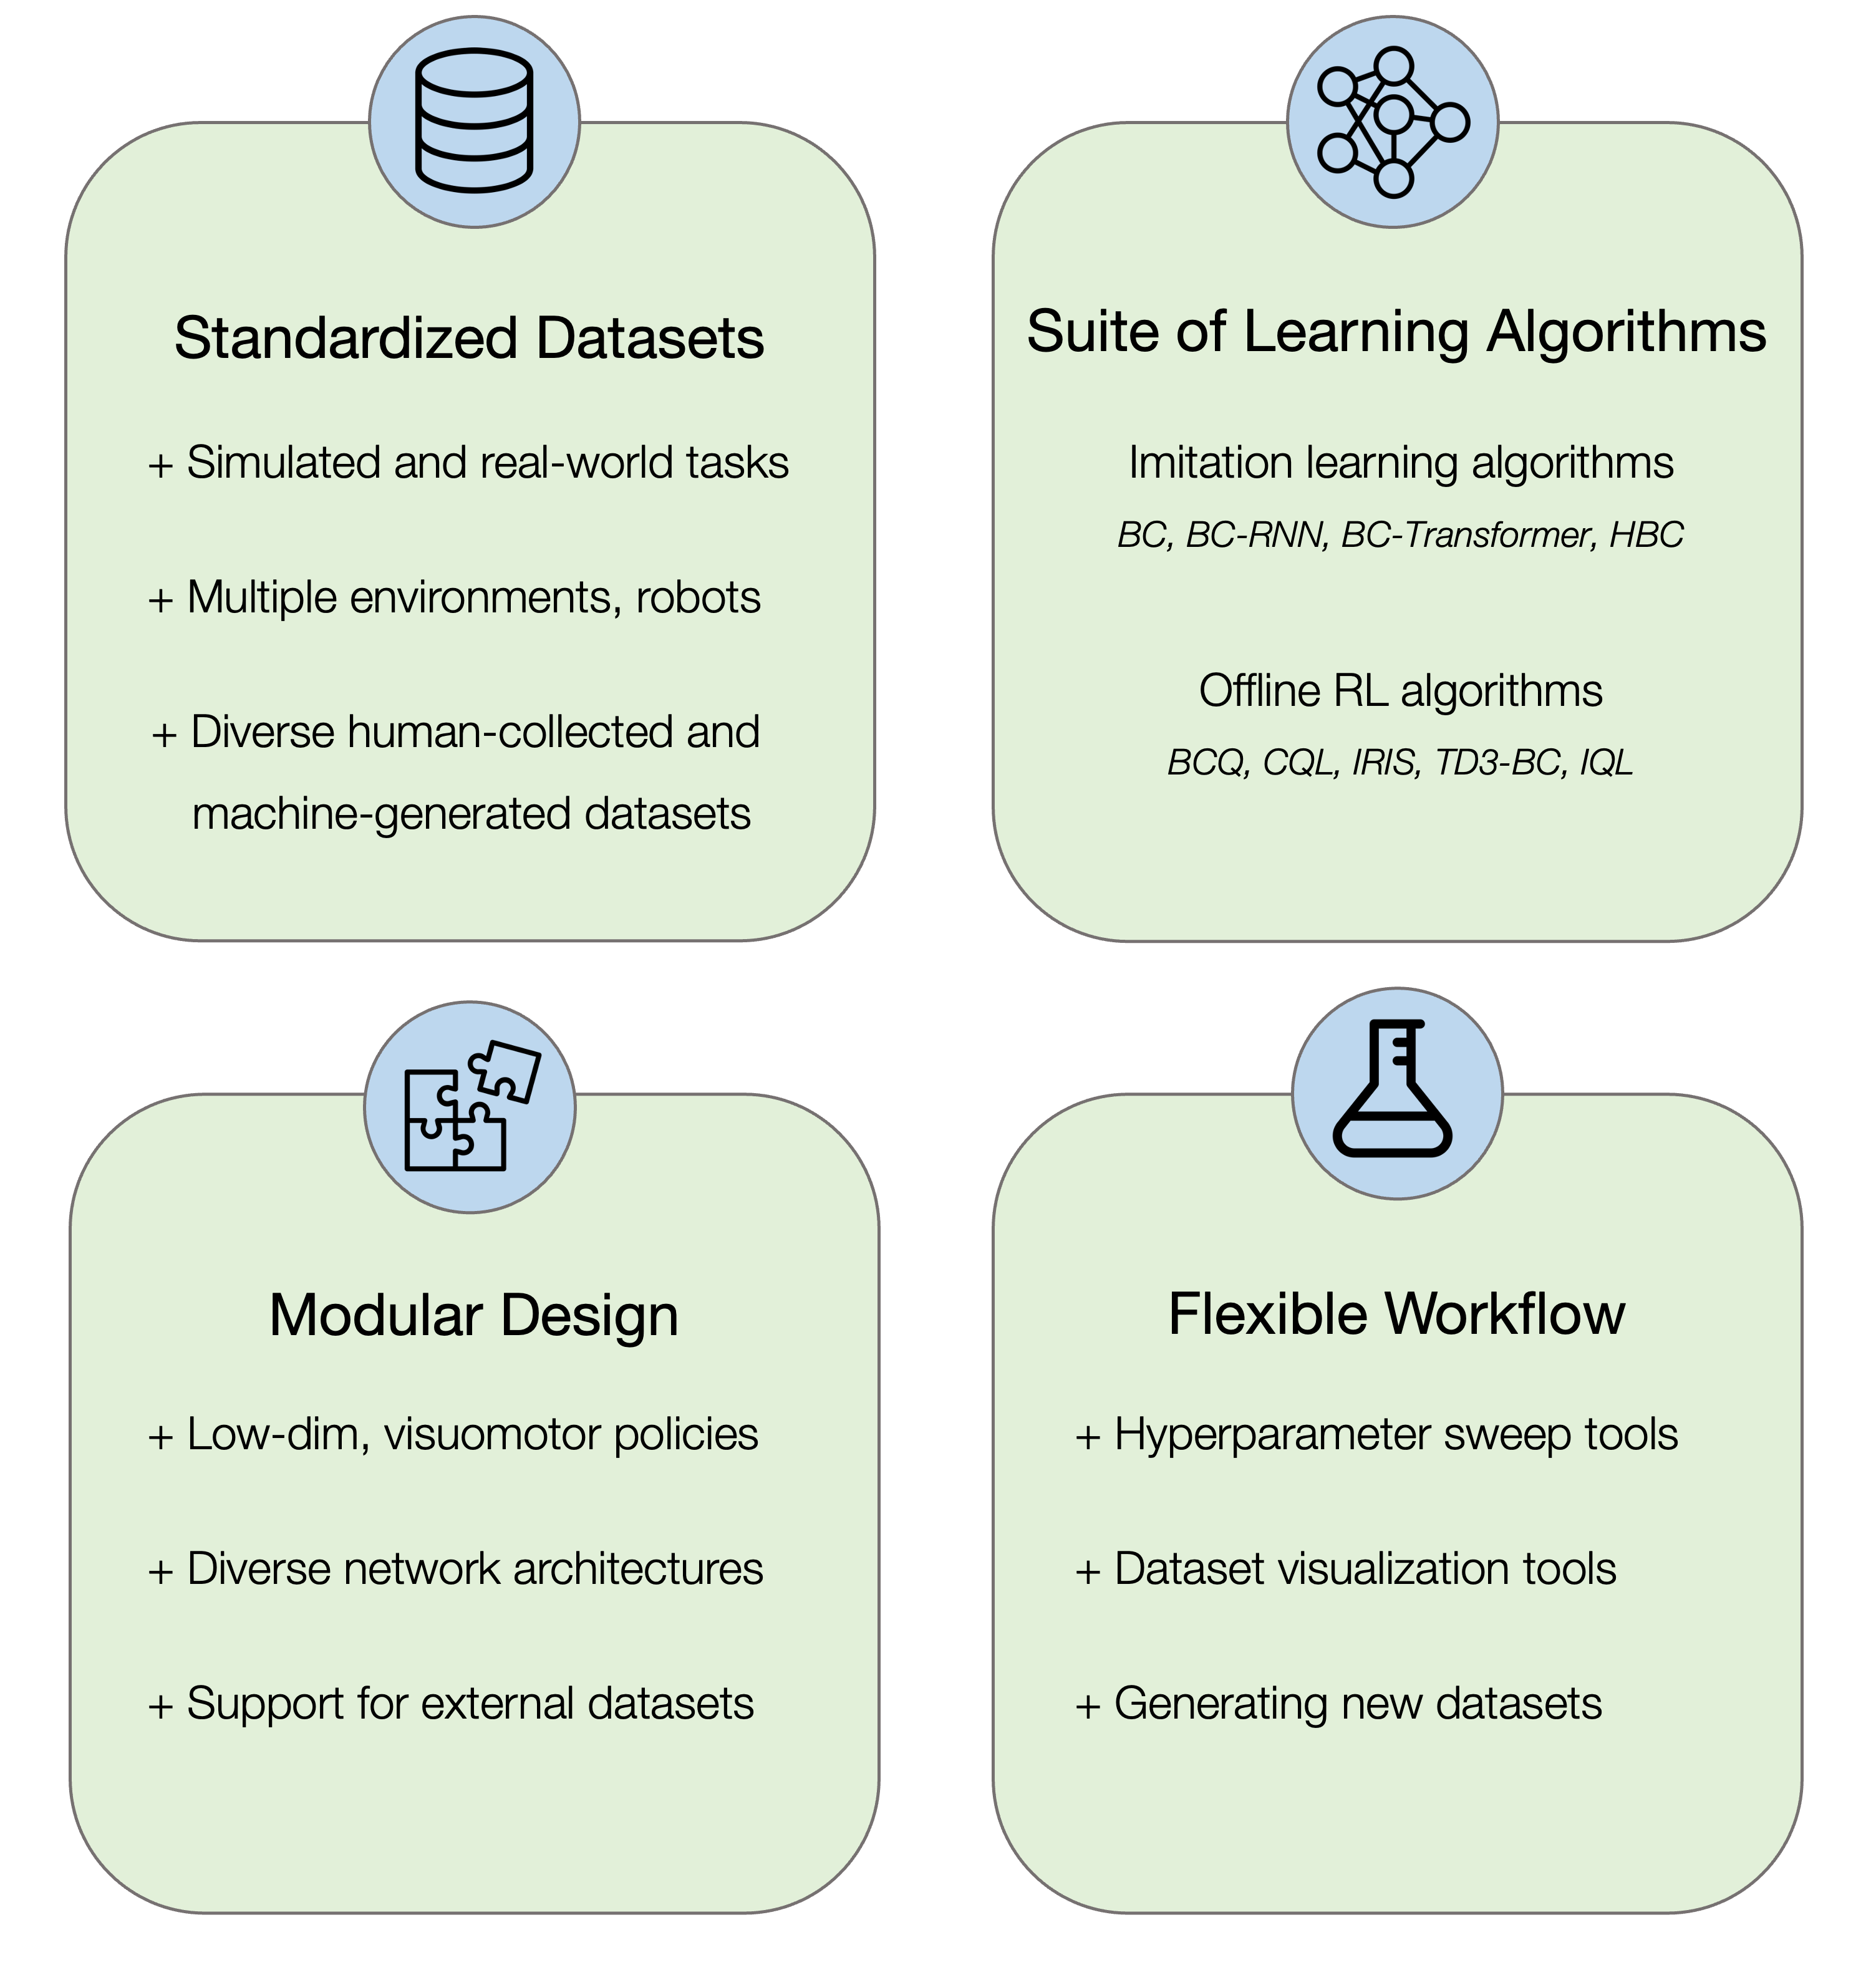 Standardized Datasets
+ Simulated and real-world tasks
+ Multiple environments, robots
+ Diverse human-collected and
machine-generated datasets
Suite of Learning Algorithms
Imitation learning algorithms
BC, BC-RNN, BC-Transformer, HBC
Offline RL algorithms
BCQ, CQL, IRIS, TD3-BC, IQL
Modular Design
+ Low-dim, visuomotor policies
+ Diverse network architectures
+ Support for external datasets
Flexible Workflow
+ Hyperparameter sweep tools
+ Dataset visualization tools
+ Generating new datasets